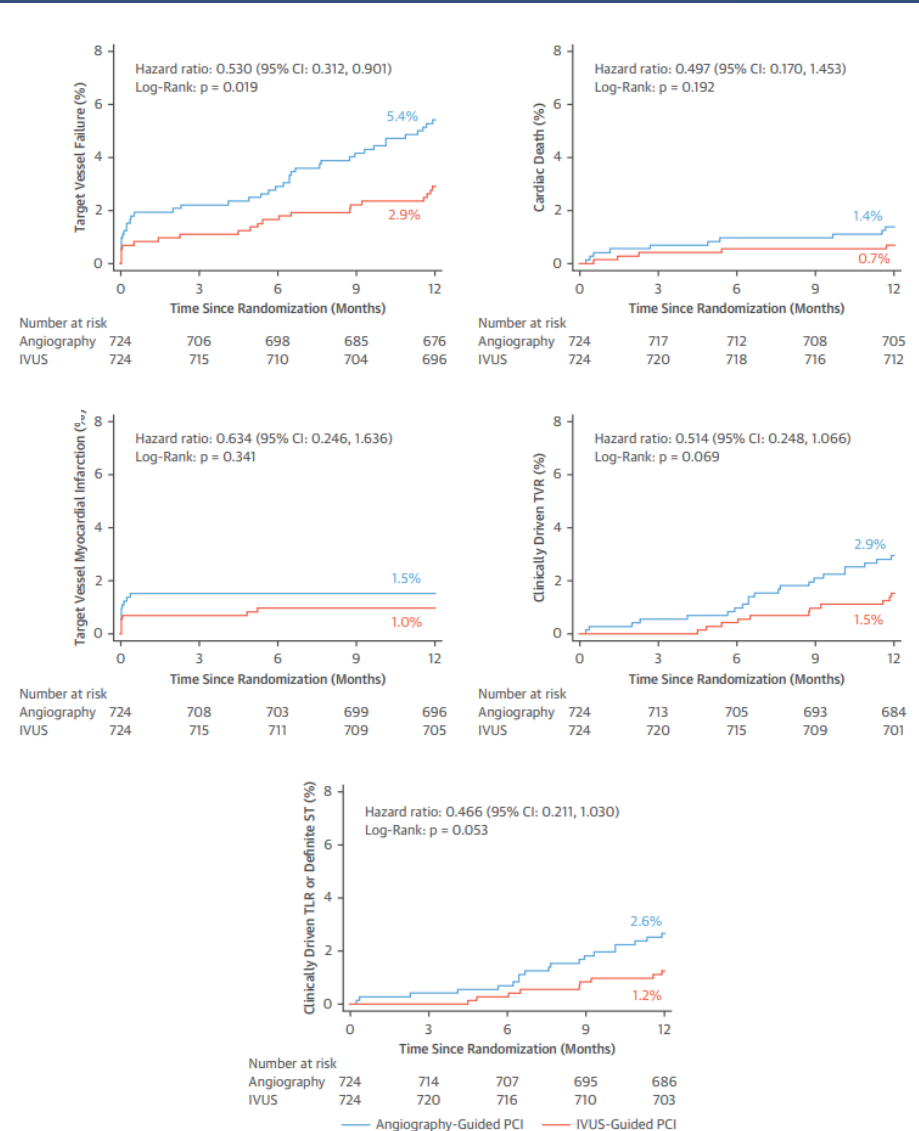 Target Vessel Failure (%)
8
6
4
2
0
Hazard ratio: 0.530 (95% CI: 0.312, 0.901)
Log-Rank: p = 0.019
5.4%
2.9%
0 3 6 9 12
Time Since Randomization (Months)
Number at risk
Angiography 724 706 698 685 676
IVUS 724 715 710 704 696
Cardiac Death (%)
8
6
4
2
0
Hazard ratio: 0.497 (95% CI: 0.170, 1.453)
Log-Rank: p = 0.192
1.4%
0.7%
0 3 6 9 12
Time Since Randomization (Months)
Number at risk
Angiography 724 717 712 708 705
IVUS 724 720 718 716 712
Target Vessel Myocardial Infarction (%)
8
6
4
2
0
Hazard ratio: 0.634 (95% CI: 0.246, 1.636)
Log-Rank: p = 0.341
1.5%
1.0%
0 3 6 9 12
Time Since Randomization (Months)
Number at risk
Angiography 724 708 703 699 696
IVUS 724 715 711 709 705
Clinically Driven TVR (%)
8
6
4
2
0
Hazard ratio: 0.514 (95% CI: 0.248, 1.066)
Log-Rank: p = 0.069
2.9%
1.5%
0 3 6 9 12
Time Since Randomization (Months)
Number at risk
Angiography 724 713 705 693 684
IVUS 724 720 715 709 701
Clinically Driven TLR or Definite ST (%)
8
6
4
2
0
Hazard ratio: 0.466 (95% CI: 0.211, 1.030)
Log-Rank: p = 0.053
2.6%
1.2%
0 3 6 9 12
Time Since Randomization (Months)
Number at risk
Angiography 724 714 707 695 686
IVUS 724 720 716 710 703
Angiography-Guided PCI IVUS-Guided PCI